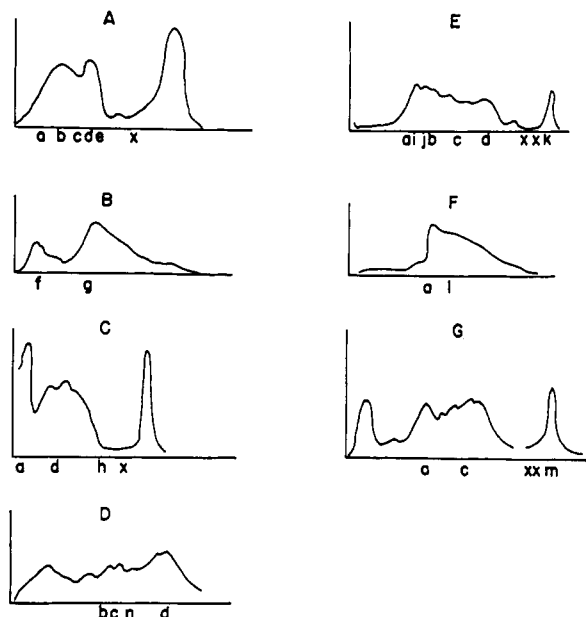 A
a b c d e x
B
f g
C
a d h x
D
b c n d
E
a i j b c d x x k
F
a l
G
a c x x m